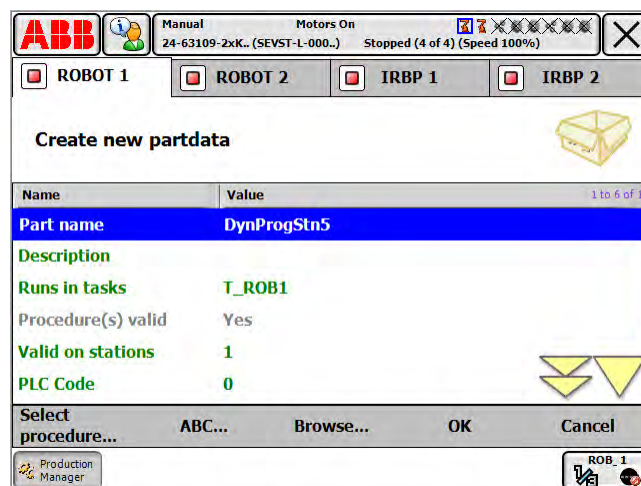 ABB
Manual Motors On
24-63109-2xK.. (SEVST-L-000..) Stopped (4 of 4) (Speed 100%)
ROBOT 1 ROBOT 2 IRBP 1 IRBP 2
Create new partdata
Name Value 1 to 6 of 1
Part name DynProgStn5
Description
Runs in tasks T_ROB1
Procedure(s) valid Yes
Valid on stations 1
PLC Code 0
Select procedure... ABC... Browse... OK Cancel
Production Manager
ROB_1